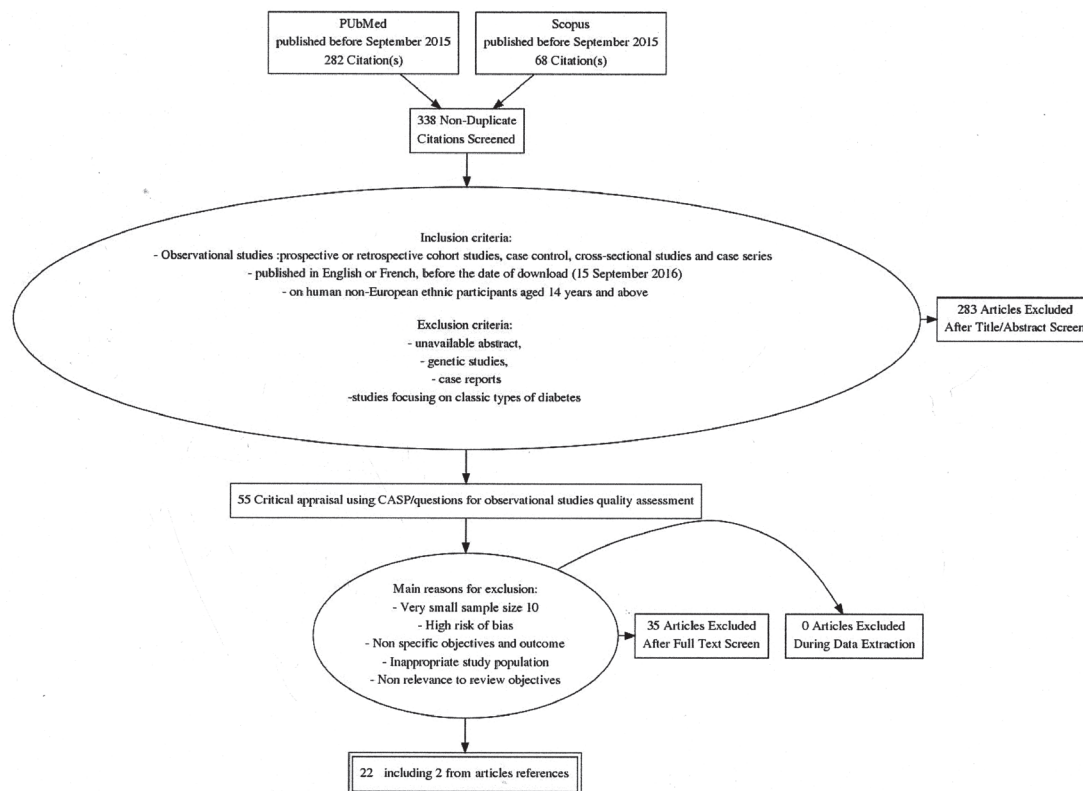 PUbMed
published before September 2015
282 Citation(s)
Scopus
published before September 2015
68 Citation(s)
338 Non-Duplicate
Citations Screened
Inclusion criteria:
- Observational studies :prospective or retrospective cohort studies, case control, cross-sectional studies and case series
- published in English or French, before the date of download (15 September 2016)
- on human non-European ethnic participants aged 14 years and above
Exclusion criteria:
- unavailable abstract,
- genetic studies,
- case reports
-studies focusing on classic types of diabetes
283 Articles Excluded
After Title/Abstract Screen
55 Critical appraisal using CASP/questions for observational studies quality assessment
Main reasons for exclusion:
- Very small sample size 10
- High risk of bias
- Non specific objectives and outcome
- Inappropriate study population
- Non relevance to review objectives
35 Articles Excluded
After Full Text Screen
0 Articles Excluded
During Data Extraction
22 including 2 from articles references